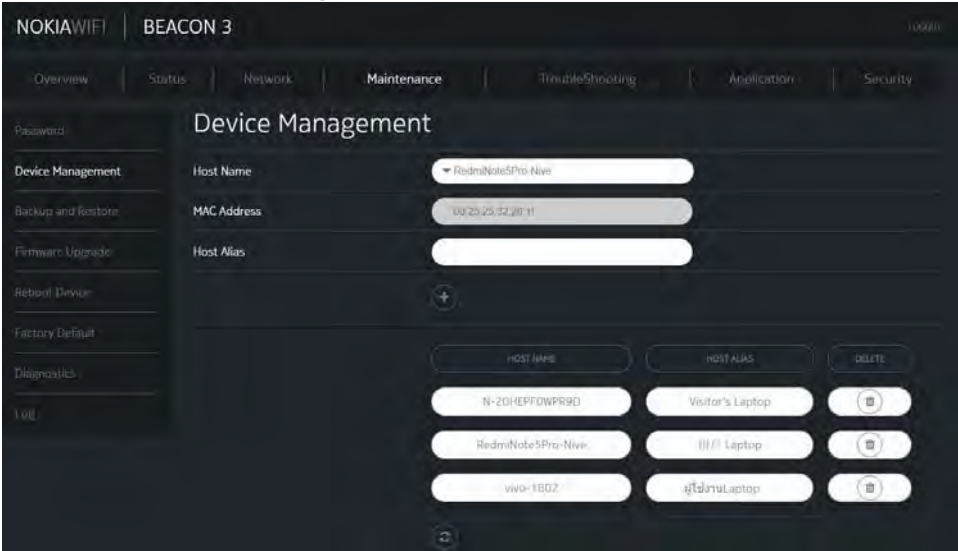 NOKIAWIFI BEACON 3 LOGOUT
Overview Status Network Maintenance TroubleShooting Application Security
Password
Device Management
Backup and Restore
Firmware Upgrade
Reboot Device
Factory Default
Diagnostics
Log
Device Management
Host Name RedmiNote5Pro-Nive
MAC Address
Host Alias
HOST NAME HOST ALIAS DELETE
N-20HEPF0WPR9D Visitor's Laptop
RedmiNote5Pro-Nive Laptop
vivo-1802 ผู้ใช้งานLaptop